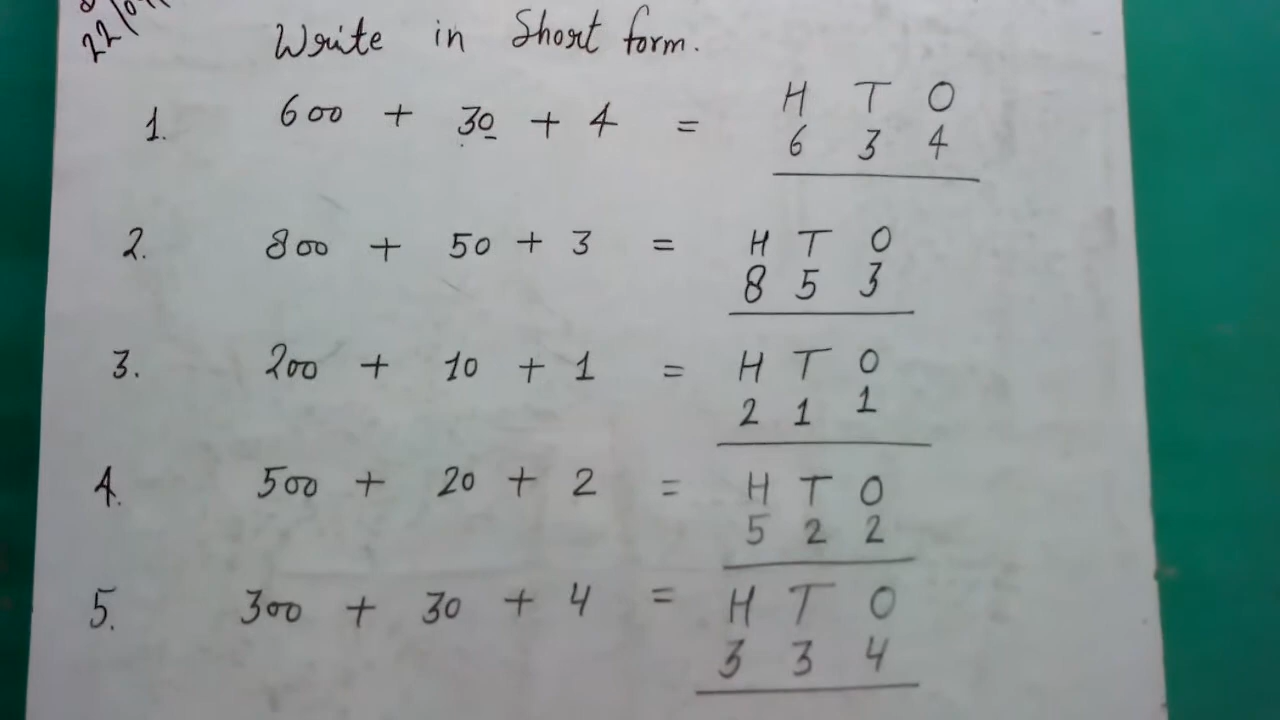 Write in Short form.
1. 600 + 30 + 4 = H T O
6 3 4
2. 800 + 50 + 3 = H T O
8 5 3
3. 200 + 10 + 1 = H T O
2 1 1
4. 500 + 20 + 2 = H T O
5 2 2
5. 300 + 30 + 4 = H T O
3 3 4